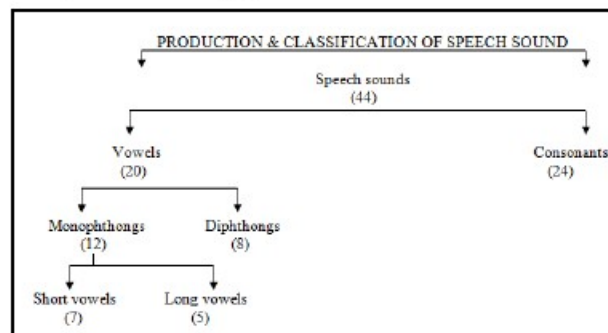 PRODUCTION & CLASSIFICATION OF SPEECH SOUND
Speech sounds
(44)
Vowels
(20)
Consonants
(24)
Monophthongs
(12)
Diphthongs
(8)
Short vowels
(7)
Long vowels
(5)